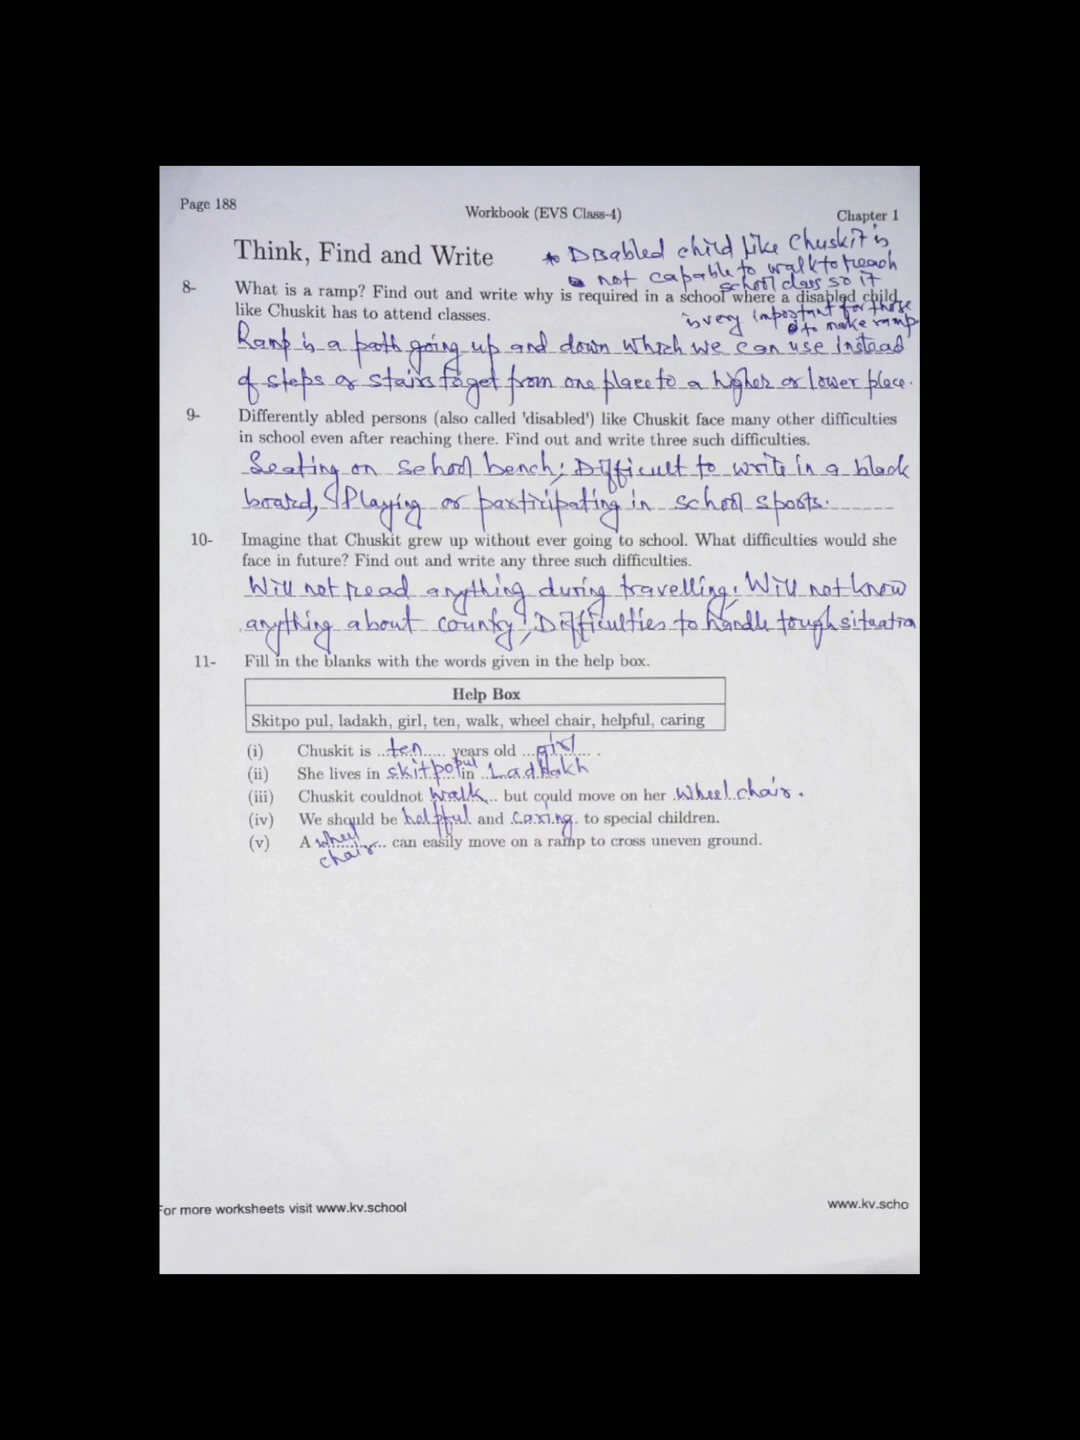 Page 188
Workbook (EVS Class-4)
Chapter 1
Think, Find and Write
* Disabled child like Chuskit is
not capable to walk to reach
school class so it
is very important for those
to make ramp
8- What is a ramp? Find out and write why is required in a school where a disabled child
like Chuskit has to attend classes.
Ramp is a path going up and down which we can use instead
of steps or stairs to get from one place to a higher or lower place.
9- Differently abled persons (also called 'disabled') like Chuskit face many other difficulties
in school even after reaching there. Find out and write three such difficulties.
Seating on school bench; Difficult to write in a black
board, Playing or participating in school sports.
10- Imagine that Chuskit grew up without ever going to school. What difficulties would she
face in future? Find out and write any three such difficulties.
Will not read anything during travelling; Will not know
anything about country; Difficulties to handle tough situation
11- Fill in the blanks with the words given in the help box.
Help Box
Skitpo pul, ladakh, girl, ten, walk, wheel chair, helpful, caring
(i) Chuskit is ..ten..... years old ...girl.... .
(ii) She lives in skitpopul in ..Ladhakh
(iii) Chuskit couldnot walk... but could move on her .Wheel chair.
(iv) We should be helpful and caring. to special children.
(v) A wheel chair... can easily move on a ramp to cross uneven ground.
For more worksheets visit www.kv.school
www.kv.scho